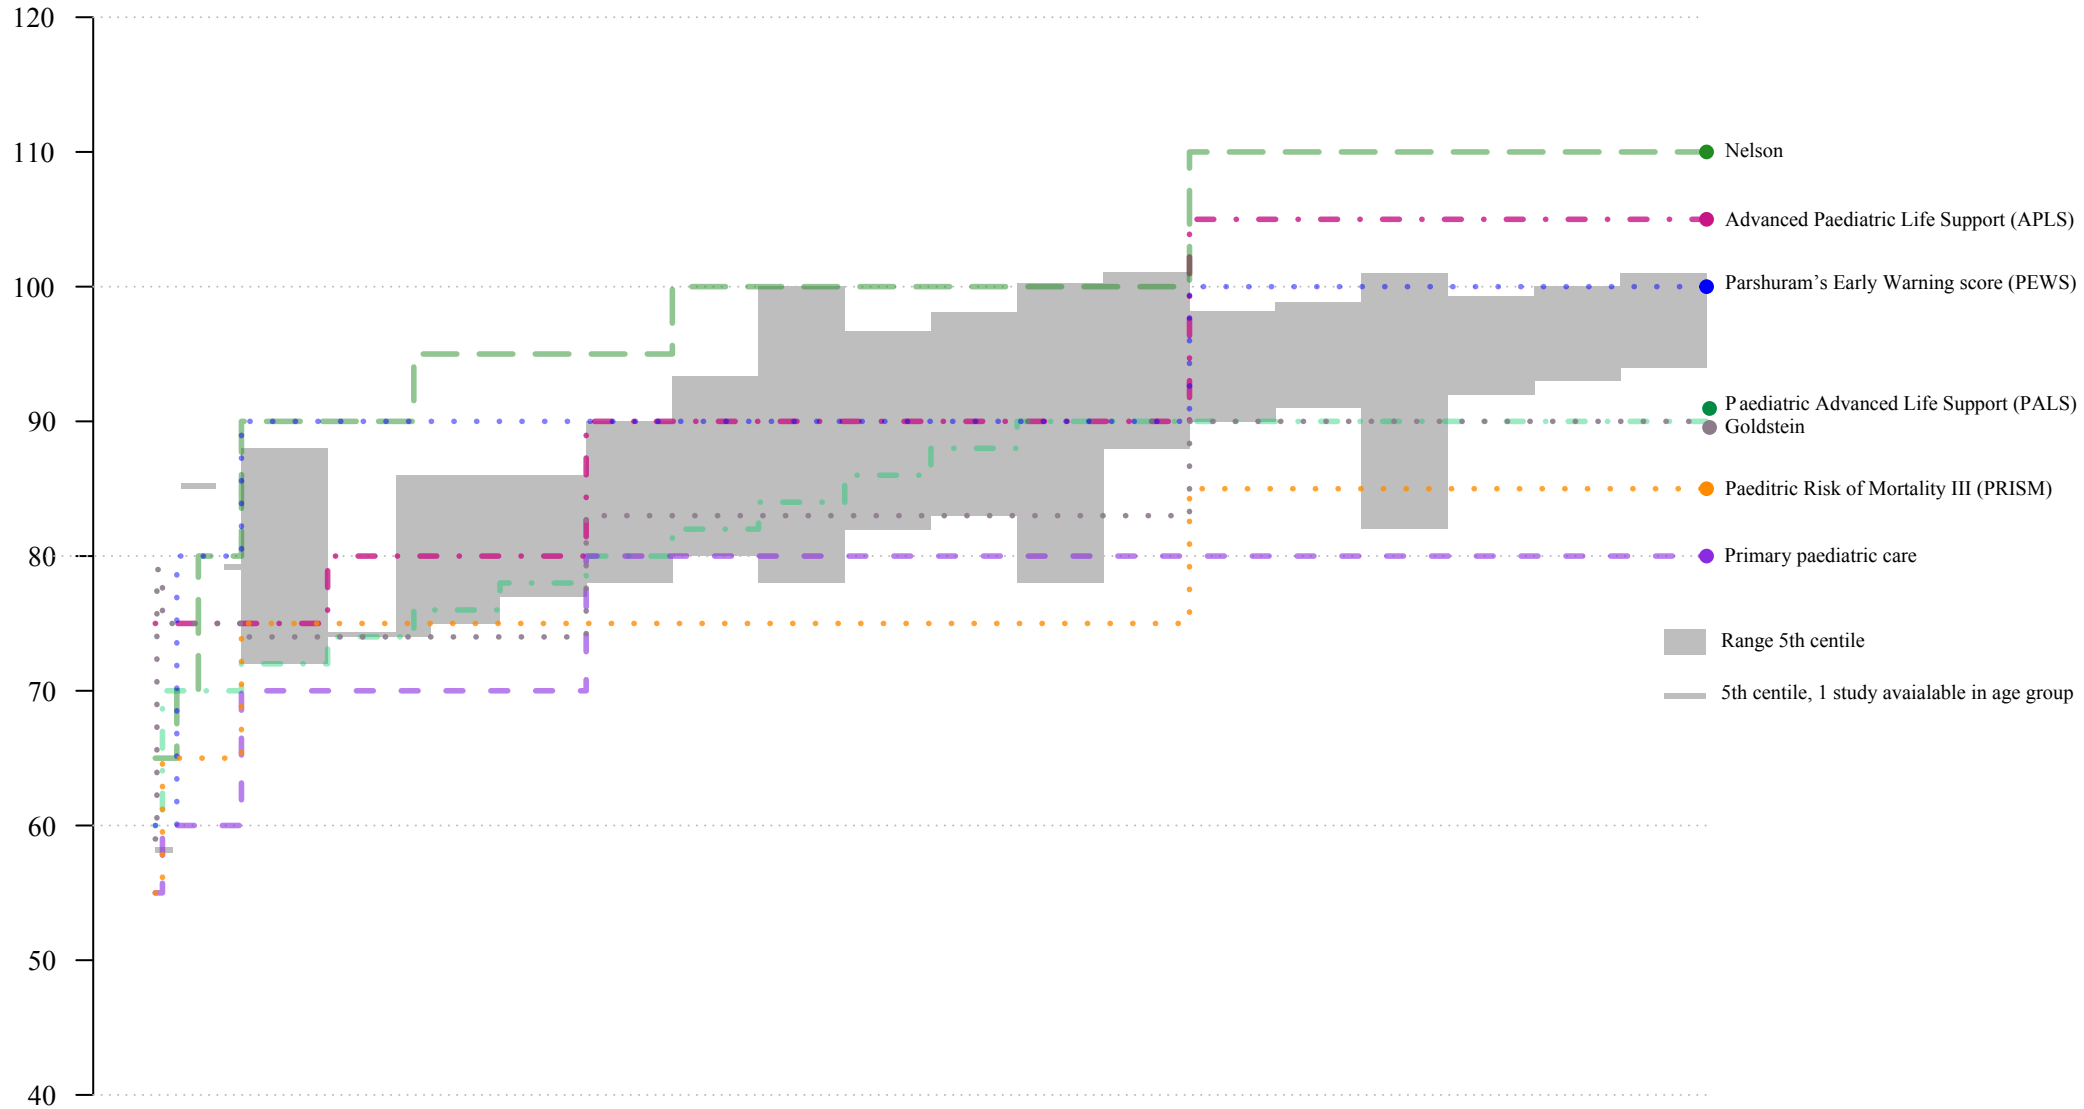 120
110
100
90
80
70
60
50
40
Nelson
Advanced Paediatric Life Support (APLS)
Parshuram’s Early Warning score (PEWS)
Paediatric Advanced Life Support (PALS)
Goldstein
Paeditric Risk of Mortality III (PRISM)
Primary paediatric care
Range 5th centile
5th centile, 1 study avaialable in age group